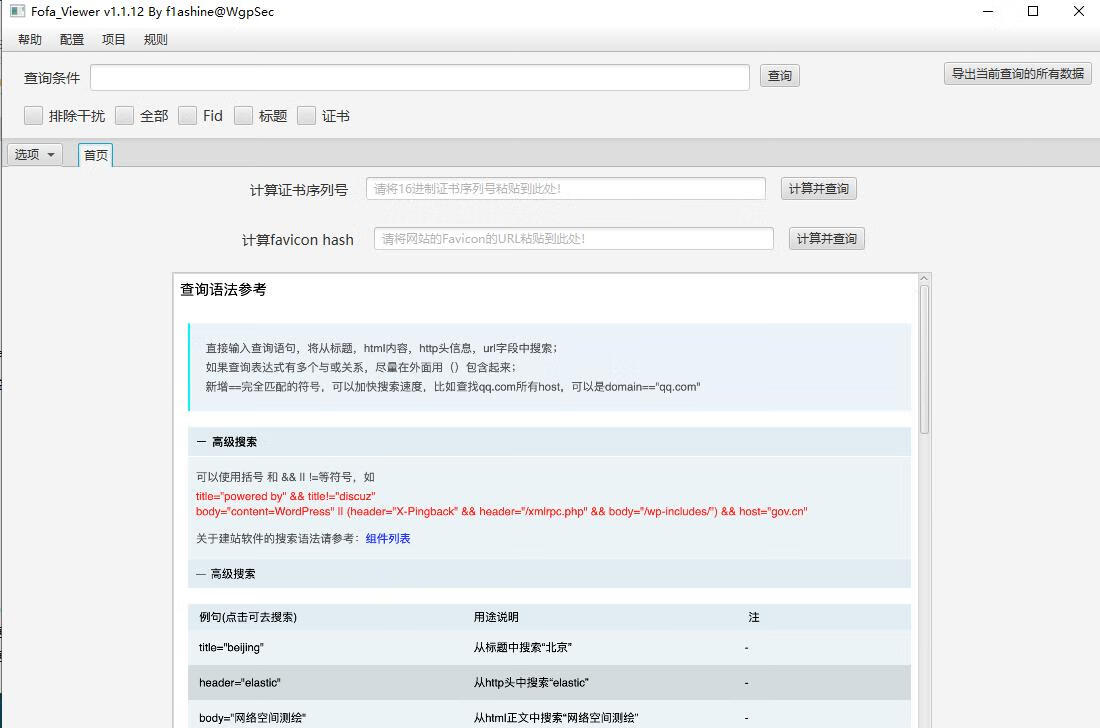 Fofa_Viewer v1.1.12 By f1ashine@WgpSec
帮助 配置 项目 规则
查询条件 查询 导出当前查询的所有数据
排除干扰 全部 Fid 标题 证书
选项 首页
计算证书序列号 请将16进制证书序列号粘贴到此处! 计算并查询
计算favicon hash 请将网站的Favicon的URL粘贴到此处! 计算并查询
查询语法参考
直接输入查询语句，将从标题，html内容，http头信息，url字段中搜索；
如果查询表达式有多个与或关系，尽量在外面用（）包含起来；
新增==完全匹配的符号，可以加快搜索速度，比如查找qq.com所有host，可以是domain=="qq.com"
— 高级搜索
可以使用括号 和 && || !=等符号，如
title="powered by" && title!="discuz"
body="content=WordPress" || (header="X-Pingback" && header="/xmlrpc.php" && body="/wp-includes/") && host="gov.cn"
关于建站软件的搜索语法请参考：组件列表
— 高级搜索
例句(点击可去搜索) 用途说明 注
title="beijing" 从标题中搜索“北京” -
header="elastic" 从http头中搜索“elastic” -
body="网络空间测绘" 从html正文中搜索“网络空间测绘” -